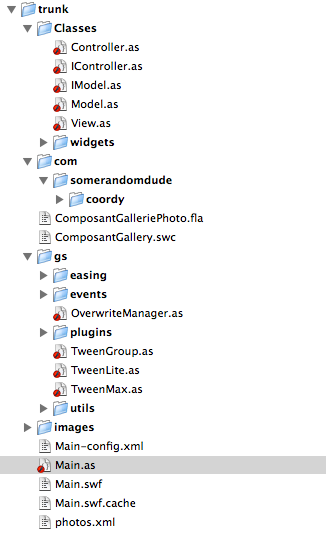 trunk
Classes
Controller.as
IController.as
IModel.as
Model.as
View.as
widgets
com
somerandomdude
coordy
ComposantGalleriePhoto.fla
ComposantGallery.swc
gs
easing
events
OverwriteManager.as
plugins
TweenGroup.as
TweenLite.as
TweenMax.as
utils
images
Main-config.xml
Main.as
Main.swf
Main.swf.cache
photos.xml